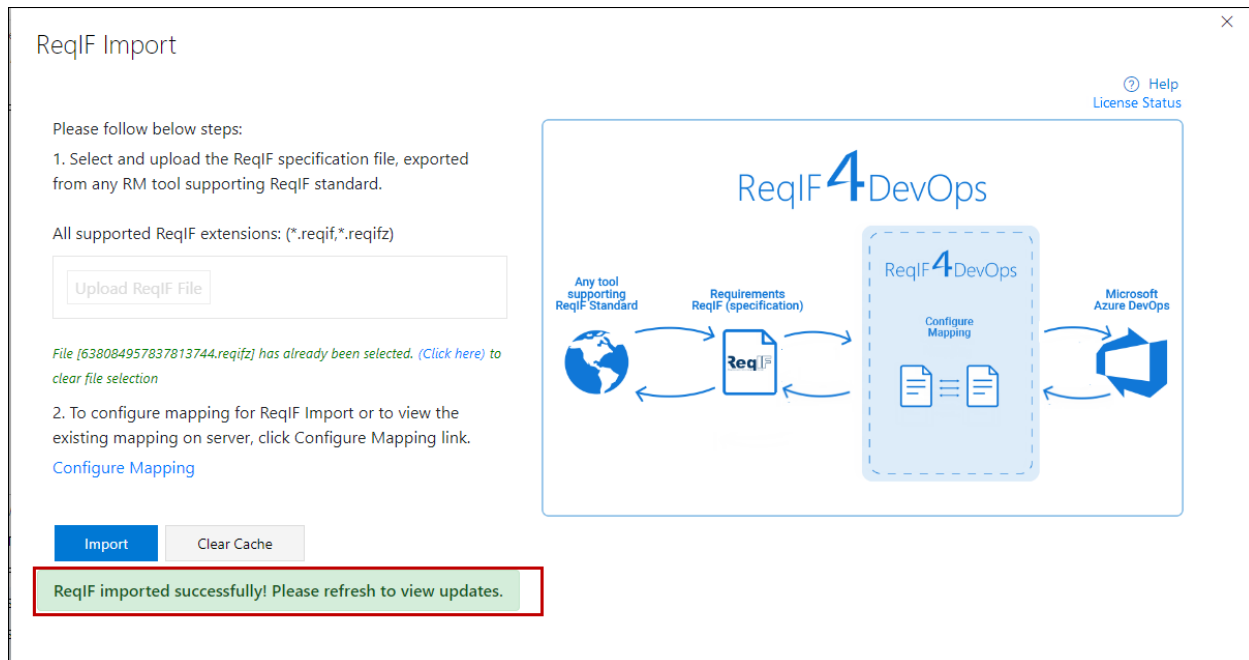 ReqIF Import
Help
License Status
Please follow below steps:
1. Select and upload the ReqIF specification file, exported
from any RM tool supporting ReqIF standard.
All supported ReqIF extensions: (*.reqif,*.reqifz)
Upload ReqIF File
File [638084957837813744.reqifz] has already been selected. (Click here) to
clear file selection
2. To configure mapping for ReqIF Import or to view the
existing mapping on server, click Configure Mapping link.
Configure Mapping
Import
Clear Cache
ReqIF imported successfully! Please refresh to view updates.
ReqIF4DevOps
Any tool
supporting
ReqIF Standard
Requirements
ReqIF (specification)
ReqIF
ReqIF4DevOps
Configure
Mapping
Microsoft
Azure DevOps